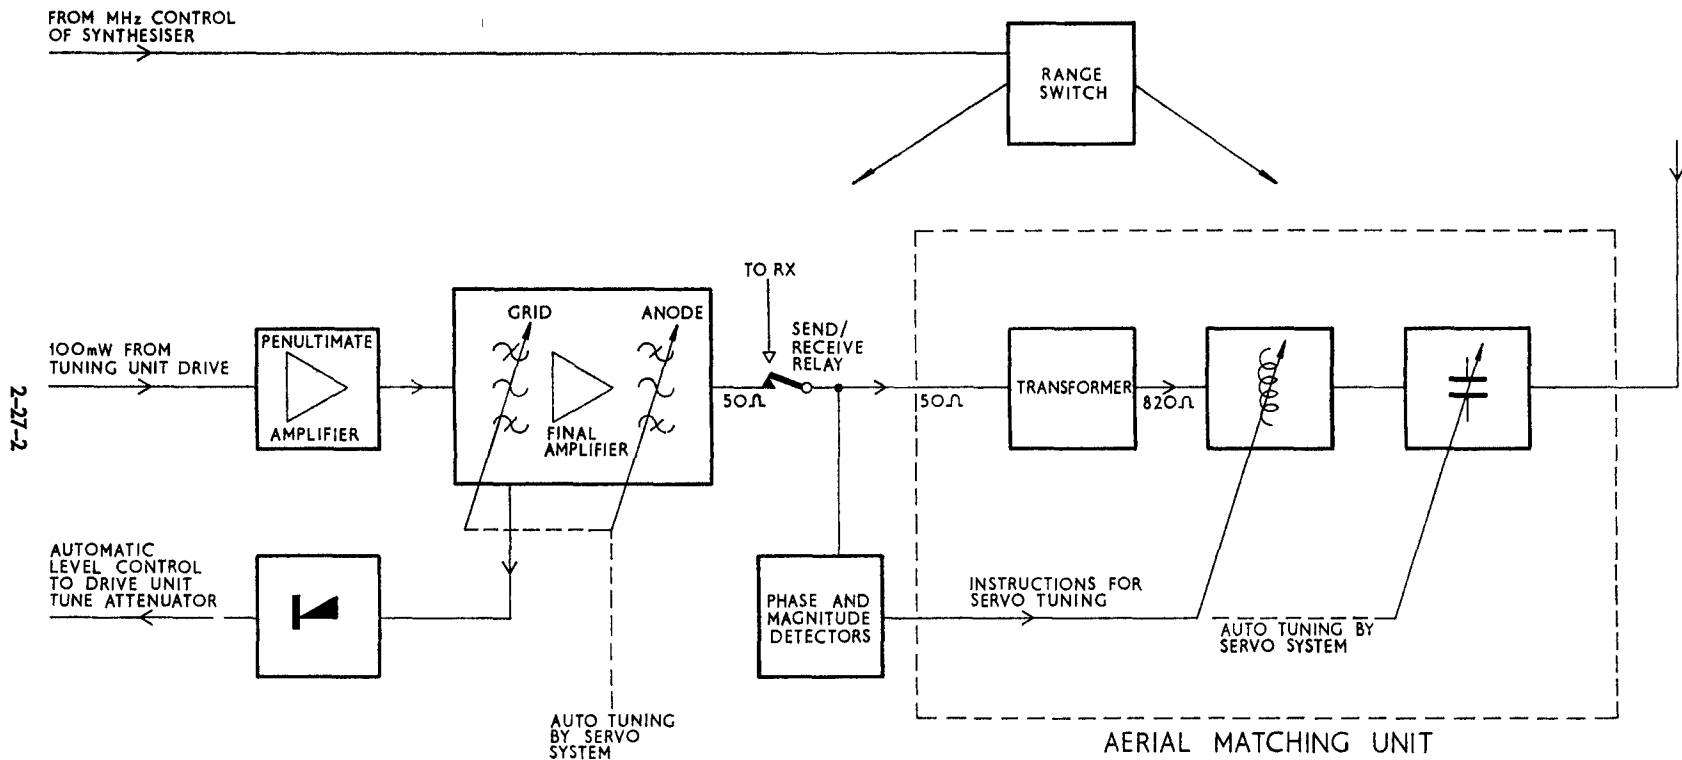 FROM MHz CONTROL
OF SYNTHESISER
RANGE
SWITCH
TO RX
SEND/
RECEIVE
RELAY
GRID
ANODE
100mW FROM
TUNING UNIT DRIVE
PENULTIMATE
AMPLIFIER
FINAL
AMPLIFIER
50Ω
50Ω
TRANSFORMER
820Ω
2-27-2
AUTOMATIC
LEVEL CONTROL
TO DRIVE UNIT
TUNE ATTENUATOR
PHASE AND
MAGNITUDE
DETECTORS
INSTRUCTIONS FOR
SERVO TUNING
AUTO TUNING BY
SERVO SYSTEM
AUTO TUNING
BY SERVO
SYSTEM
AERIAL MATCHING UNIT